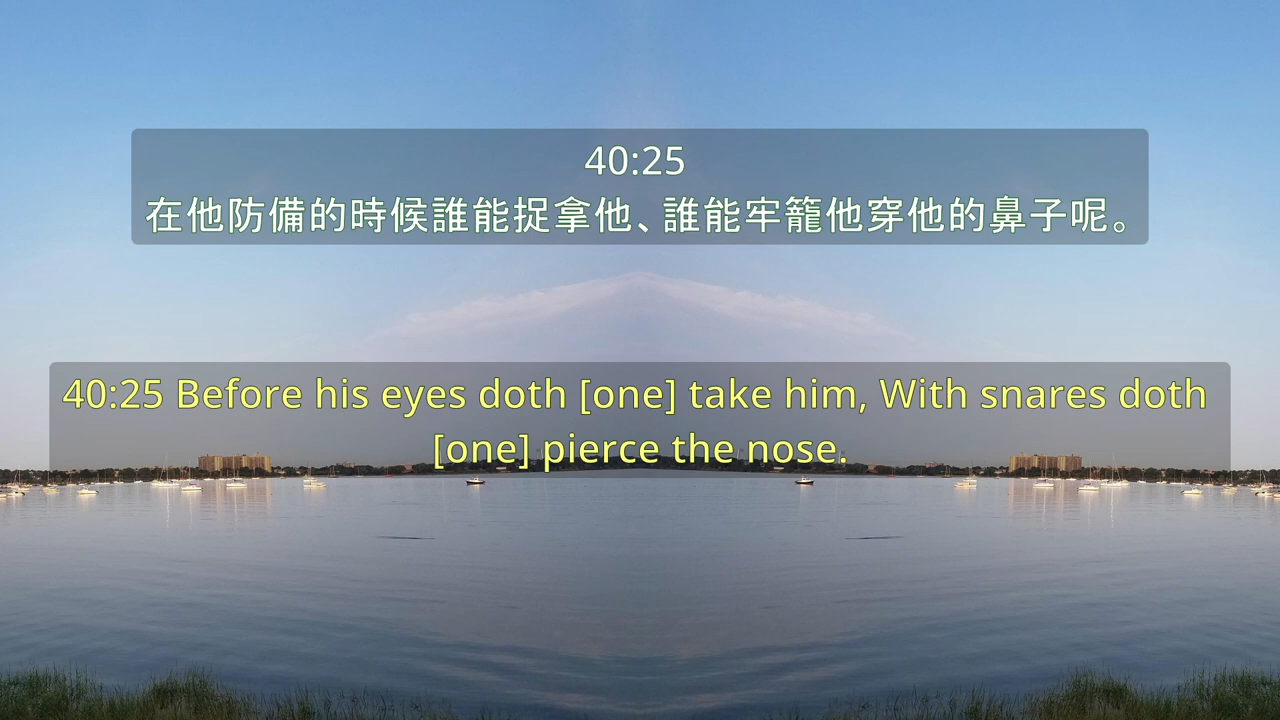 40:25
在他防備的時候誰能捉拿他、誰能牢籠他穿他的鼻子呢。
40:25 Before his eyes doth [one] take him, With snares doth
[one] pierce the nose.